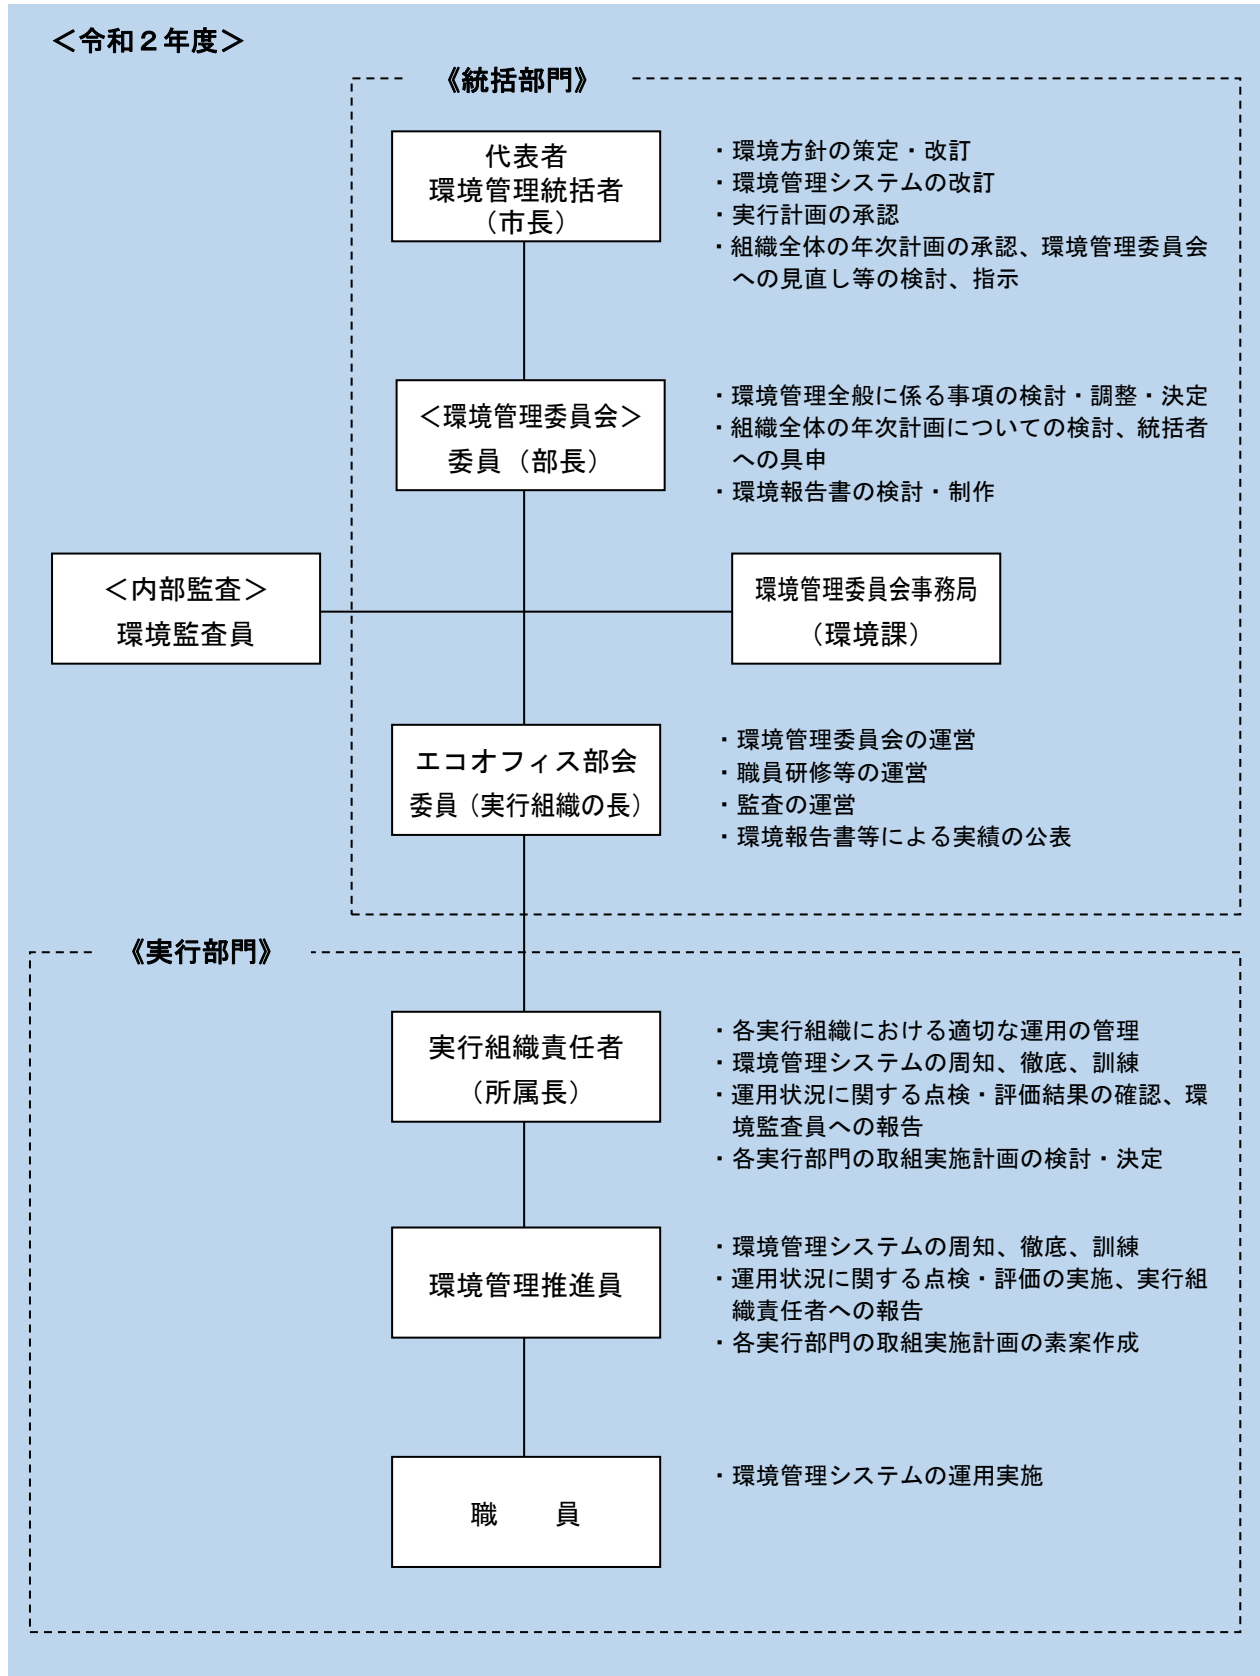 ＜令和２年度＞
《統括部門》
代表者
環境管理統括者
（市長）
・環境方針の策定・改訂
・環境管理システムの改訂
・実行計画の承認
・組織全体の年次計画の承認、環境管理委員会
への見直し等の検討、指示
＜環境管理委員会＞
委員（部長）
・環境管理全般に係る事項の検討・調整・決定
・組織全体の年次計画についての検討、統括者
への具申
・環境報告書の検討・制作
＜内部監査＞
環境監査員
環境管理委員会事務局
（環境課）
エコオフィス部会
委員（実行組織の長）
・環境管理委員会の運営
・職員研修等の運営
・監査の運営
・環境報告書等による実績の公表
《実行部門》
実行組織責任者
（所属長）
・各実行組織における適切な運用の管理
・環境管理システムの周知、徹底、訓練
・運用状況に関する点検・評価結果の確認、環
境監査員への報告
・各実行部門の取組実施計画の検討・決定
環境管理推進員
・環境管理システムの周知、徹底、訓練
・運用状況に関する点検・評価の実施、実行組
織責任者への報告
・各実行部門の取組実施計画の素案作成
職　　員
・環境管理システムの運用実施